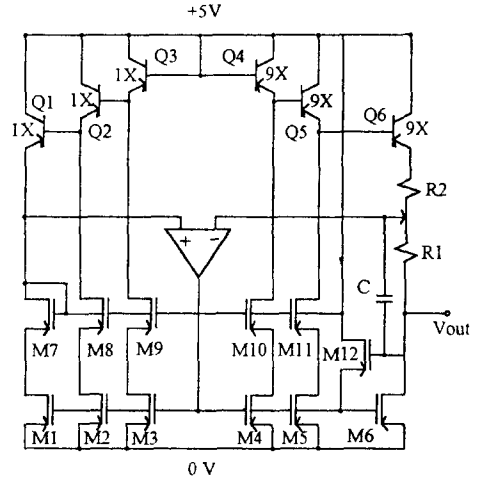 +5V
Q3
Q4
1X
9X
Q1
1X
9X
Q6
1X
Q2
Q5
9X
R2
+
-
R1
C
Vout
M7
M8
M9
M10
M11
M12
M1
M2
M3
M4
M5
M6
0 V